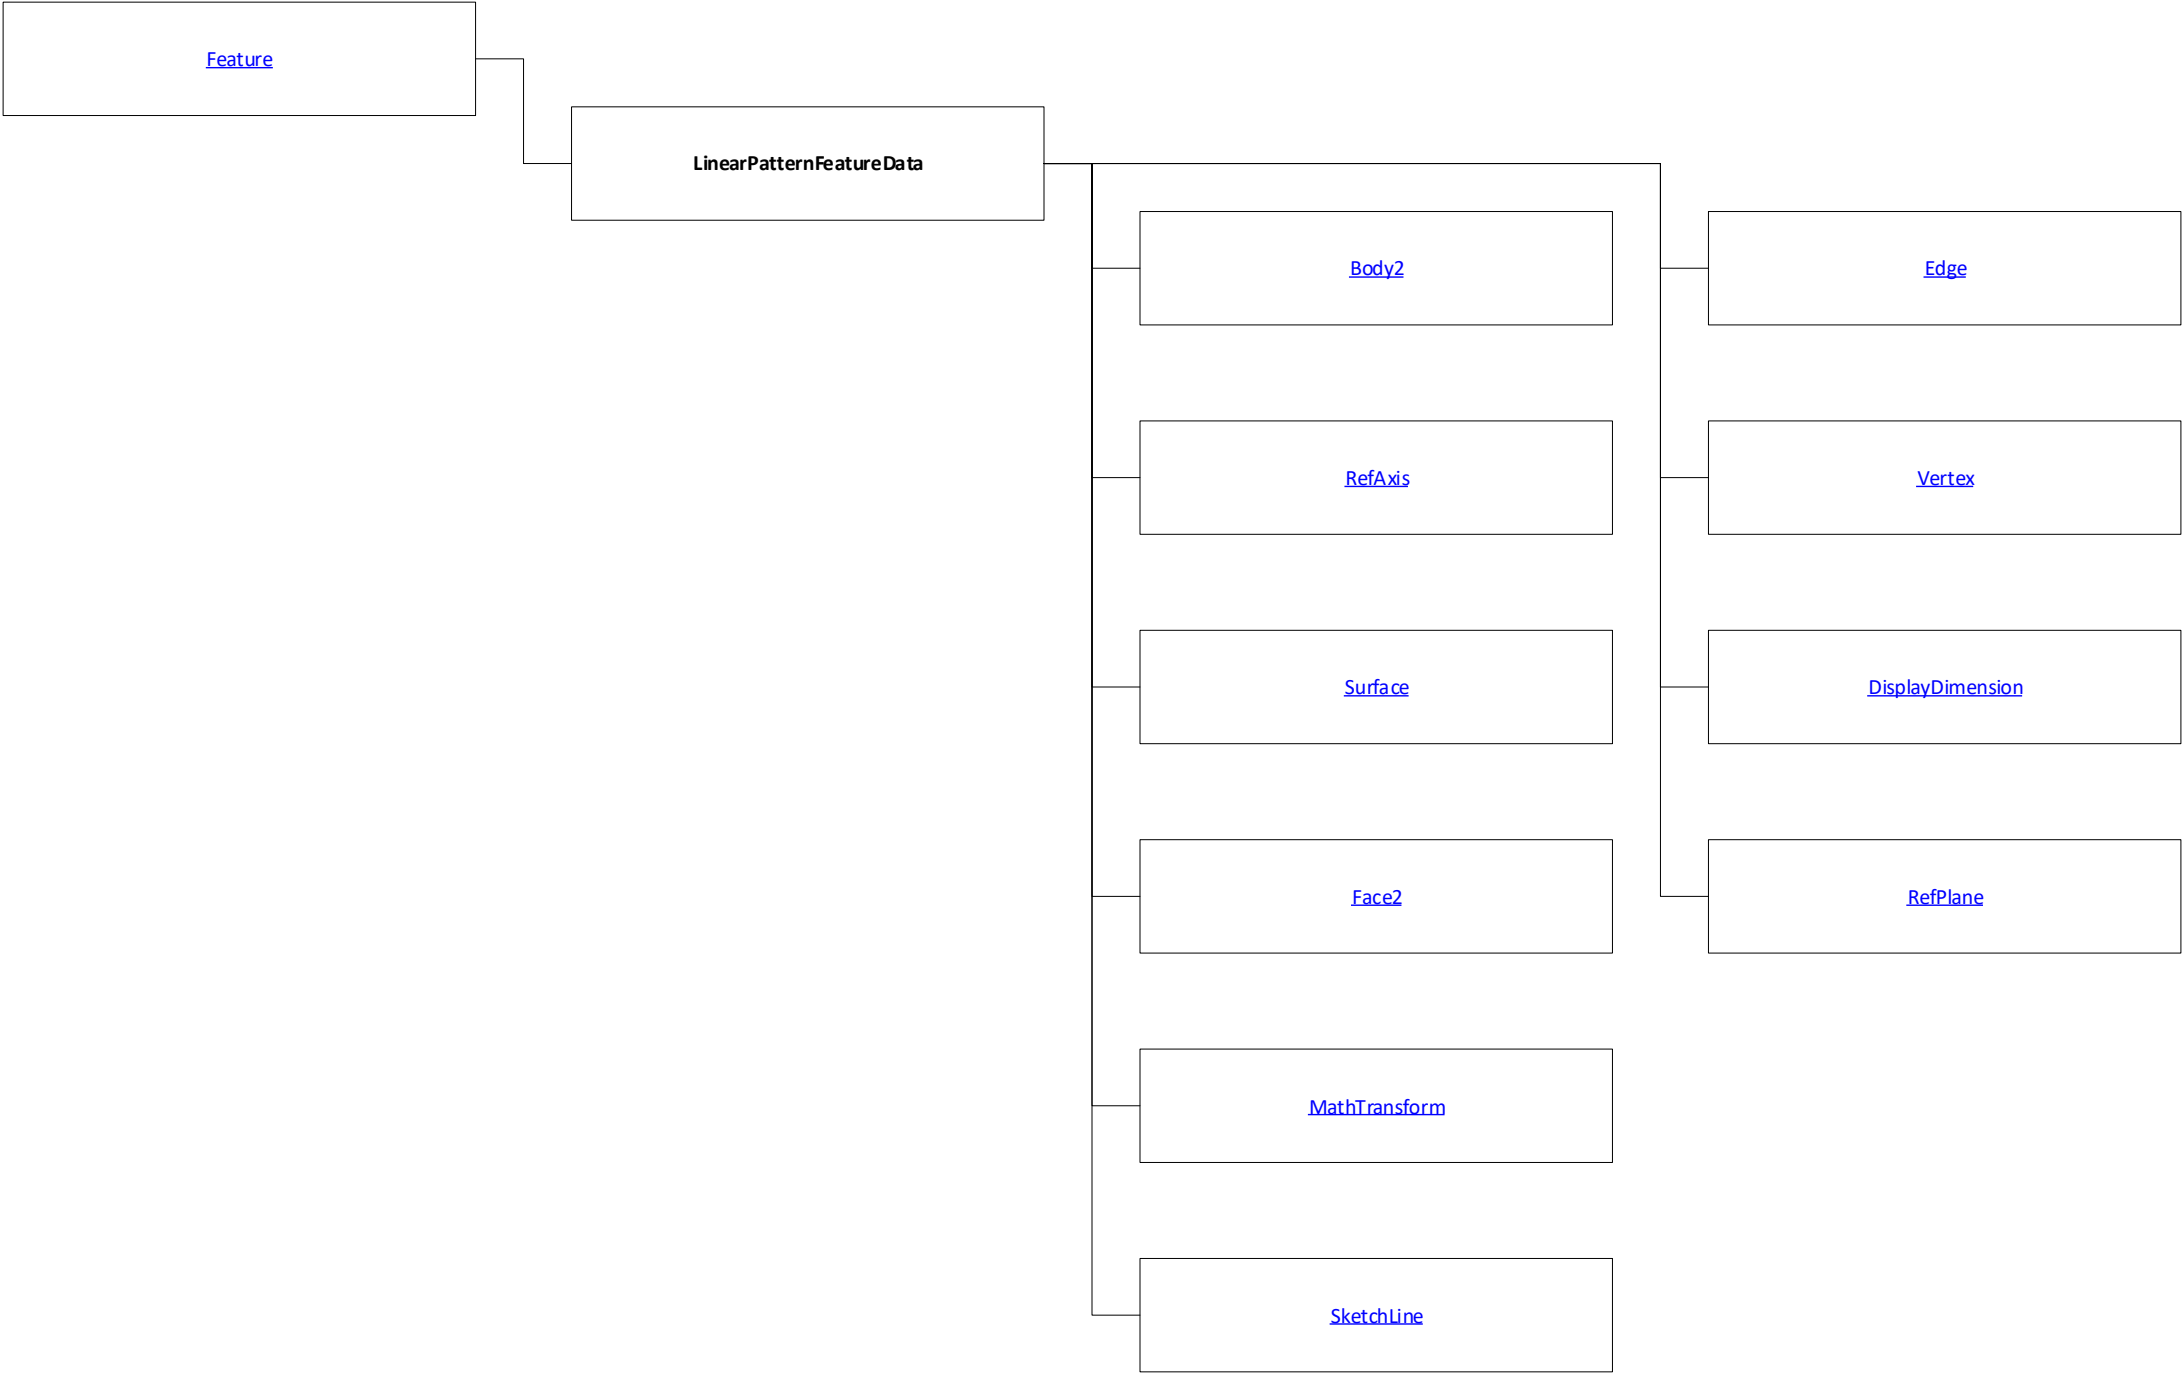 Feature
LinearPatternFeatureData
Body2
Edge
RefAxis
Vertex
Surface
DisplayDimension
Face2
RefPlane
MathTransform
SketchLine